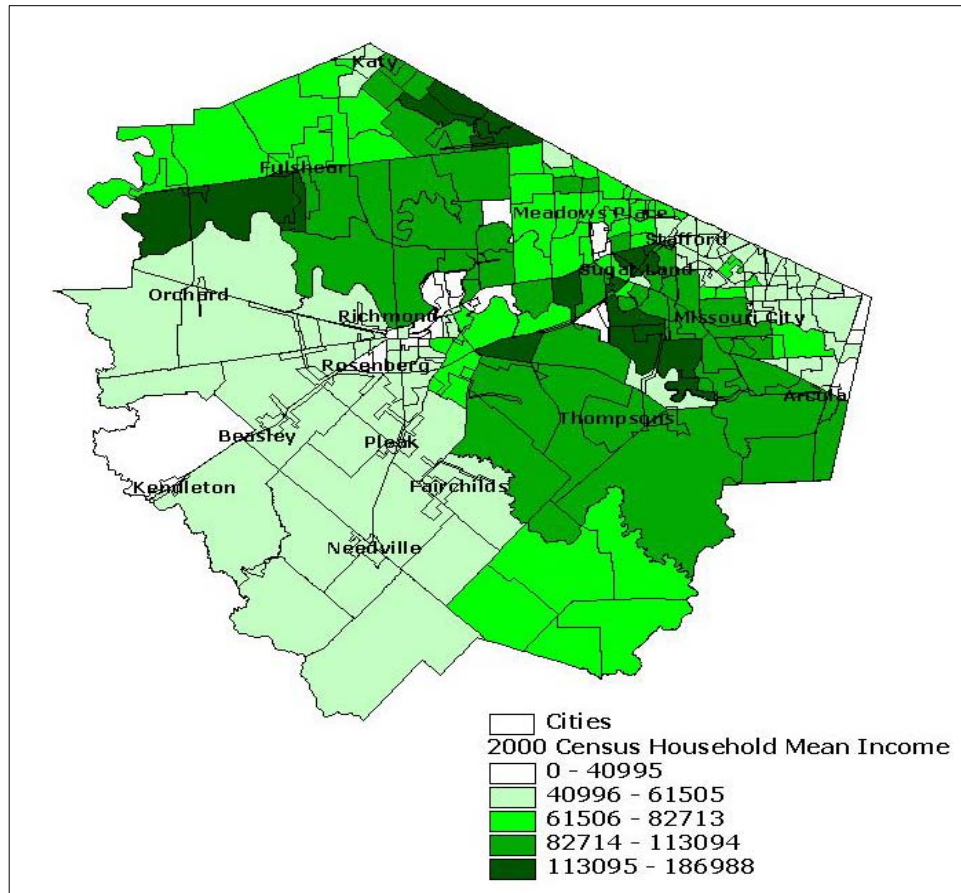 Katy
Fulshear
Meadows Place
Stafford
Sugar Land
Orchard
Richmond
Missouri City
Rosenberg
Arcola
Thompsons
Beasley
Pleak
Kendleton
Fairchilds
Needville
Cities
2000 Census Household Mean Income
0 - 40995
40996 - 61505
61506 - 82713
82714 - 113094
113095 - 186988